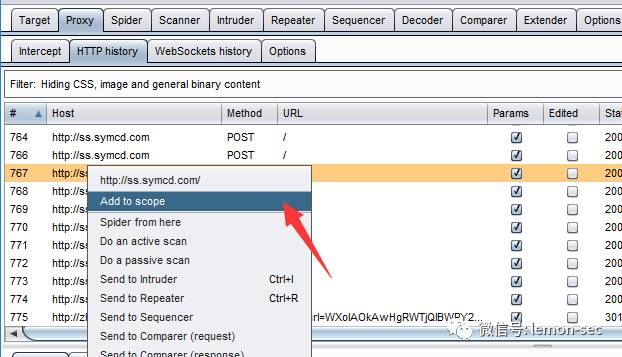 Target Proxy Spider Scanner Intruder Repeater Sequencer Decoder Comparer Extender Options
Intercept HTTP history WebSockets history Options
Filter: Hiding CSS, image and general binary content
# Host Method URL Params Edited Stat
764 http://ss.symcd.com POST / 200
766 http://ss.symcd.com POST / 200
767 http://ss 200
http://ss.symcd.com/
768 http://ss 200
Add to scope
769 http://ss 200
Spider from here
770 http://ss 200
Do an active scan
771 http://ss 200
Do a passive scan
772 http://ss 200
Send to Intruder Ctrl+I
773 http://ss 200
Send to Repeater Ctrl+R
774 http://ss 200
Send to Sequencer
775 http://zl 200
Send to Comparer (request)
Send to Comparer (response)
微信号: lemon-sec